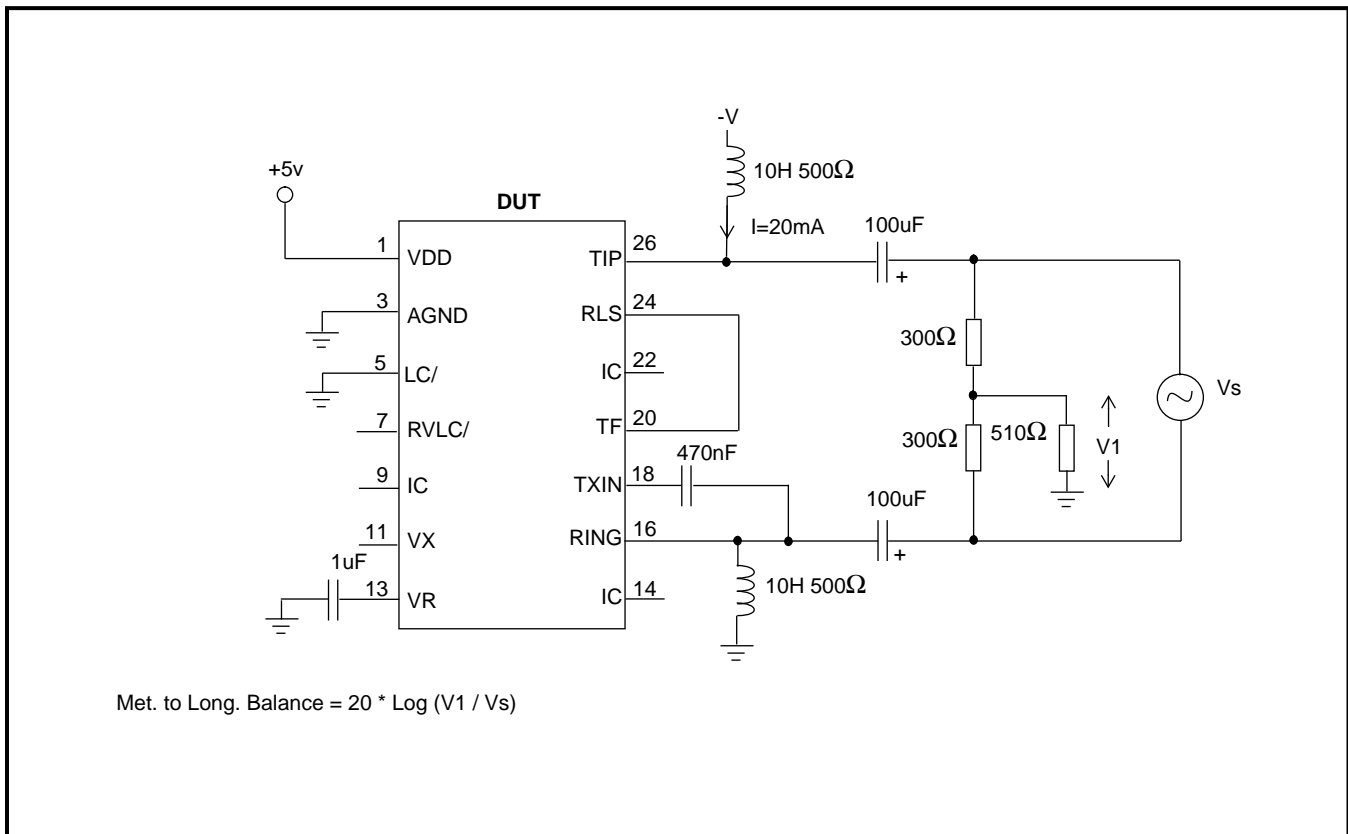 -V
10H 500Ω
+5v
DUT
I=20mA
100uF
1 VDD
TIP 26
+
3 AGND
RLS 24
300Ω
5 LC/
IC 22
Vs
7 RVLC/
TF 20
300Ω 510Ω
V1
470nF
9 IC
TXIN 18
100uF
11 VX
RING 16
+
1uF
13 VR
IC 14
10H 500Ω
Met. to Long. Balance = 20 * Log (V1 / Vs)